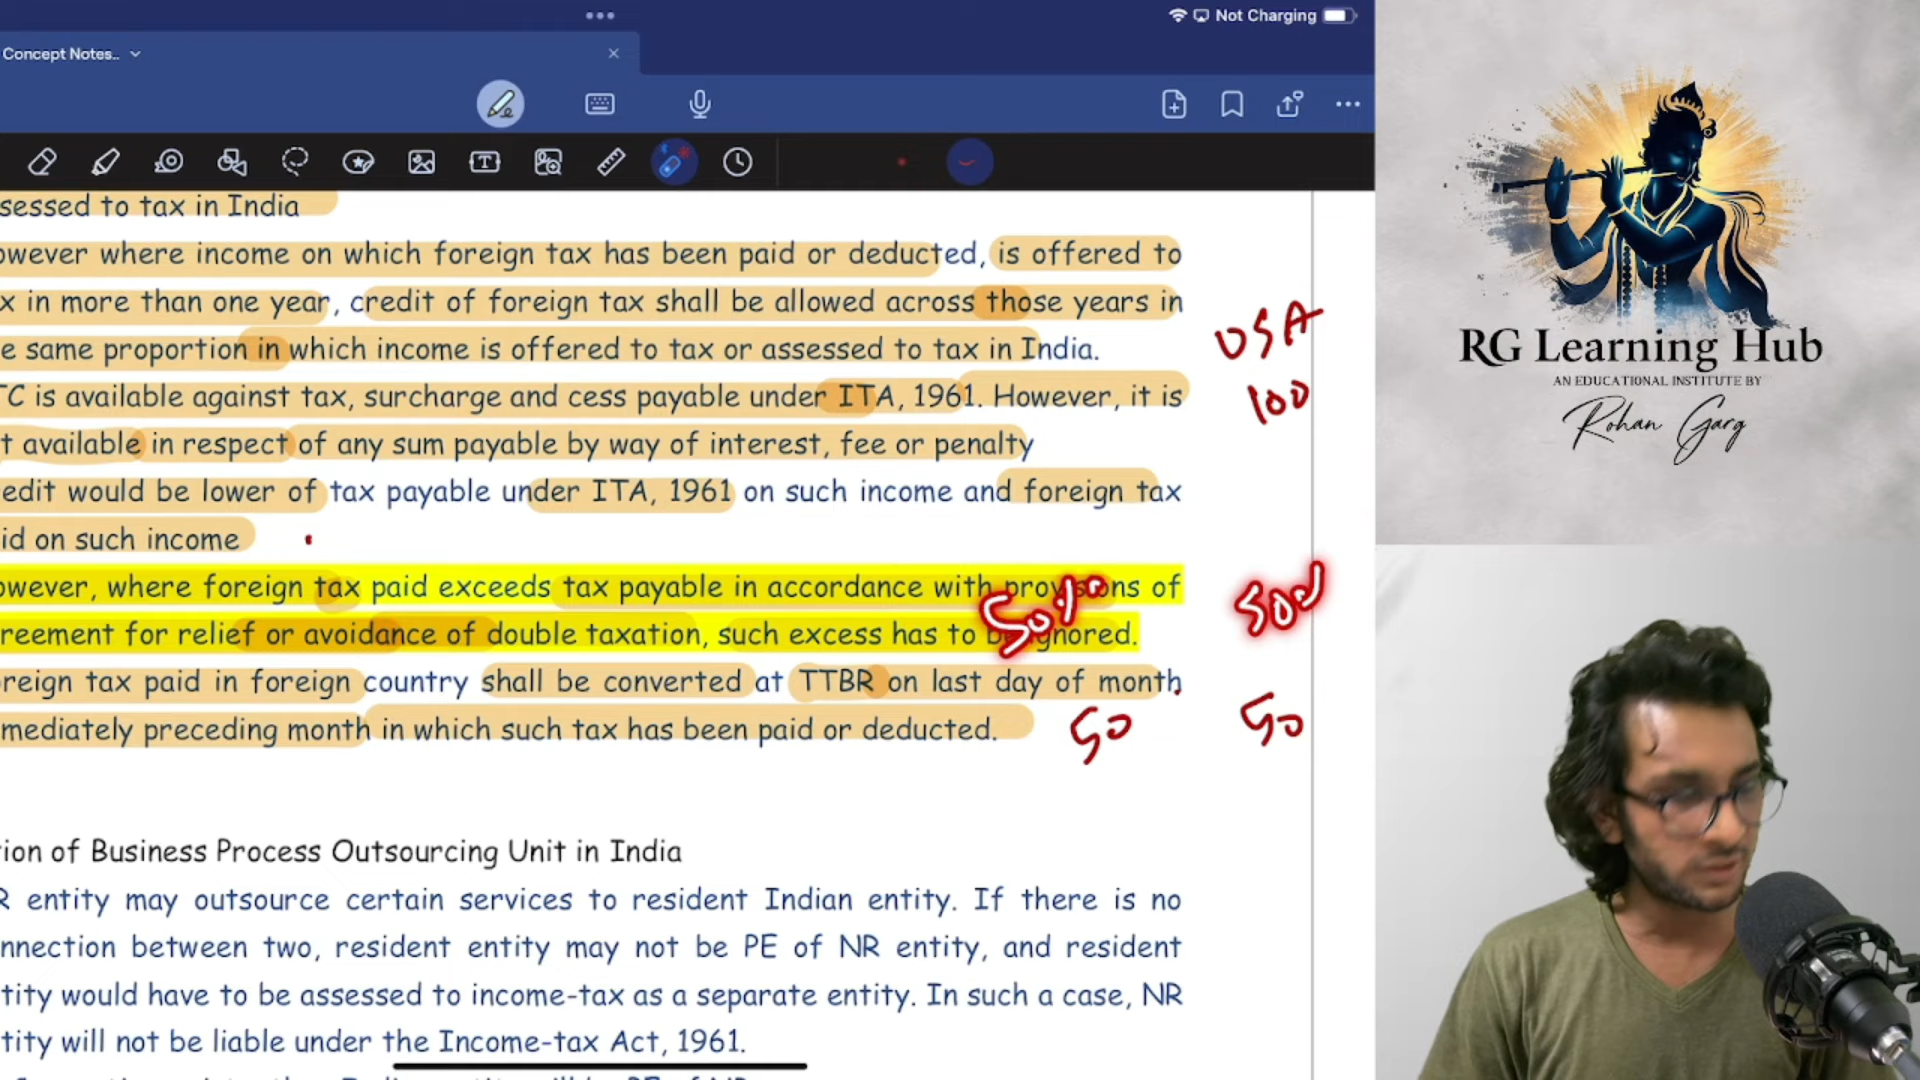 Not Charging
Concept Notes..
sessed to tax in India
owever where income on which foreign tax has been paid or deducted, is offered to
x in more than one year, credit of foreign tax shall be allowed across those years in
e same proportion in which income is offered to tax or assessed to tax in India.
TC is available against tax, surcharge and cess payable under ITA, 1961. However, it is
t available in respect of any sum payable by way of interest, fee or penalty
edit would be lower of tax payable under ITA, 1961 on such income and foreign tax
id on such income
owever, where foreign tax paid exceeds tax payable in accordance with provisions of
reement for relief or avoidance of double taxation, such excess has to be ignored.
reign tax paid in foreign country shall be converted at TTBR on last day of month
mediately preceding month in which such tax has been paid or deducted.
USA
100
50%
50
50
tion of Business Process Outsourcing Unit in India
R entity may outsource certain services to resident Indian entity. If there is no
nnection between two, resident entity may not be PE of NR entity, and resident
tity would have to be assessed to income-tax as a separate entity. In such a case, NR
tity will not be liable under the Income-tax Act, 1961.
RG Learning Hub
AN EDUCATIONAL INSTITUTE BY
Rohan Garg